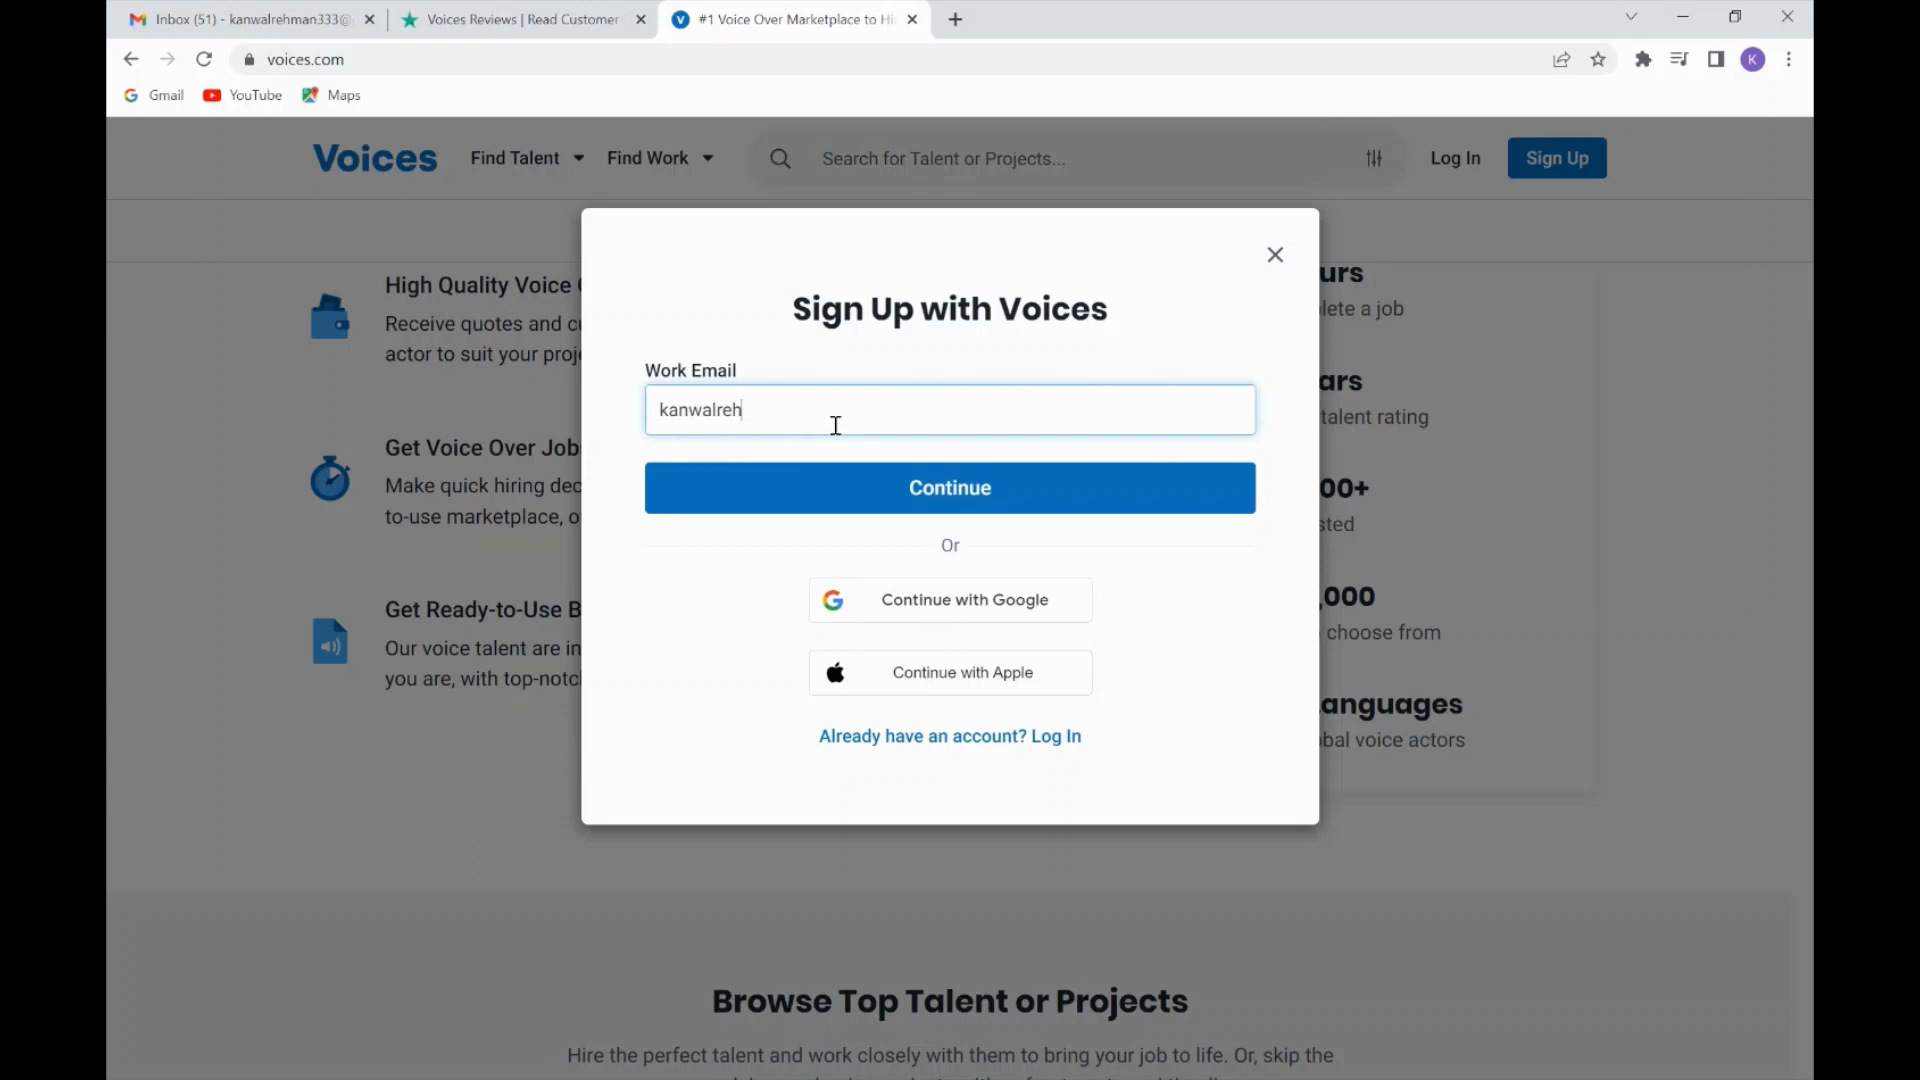 Inbox (51) - kanwalrehman333@
Voices Reviews | Read Customer
#1 Voice Over Marketplace to Hi
voices.com
K
Gmail
YouTube
Maps
Voices
Find Talent
Find Work
Search for Talent or Projects...
Log In
Sign Up
High Quality Voice
Receive quotes and
actor to suit your
Get Voice Over Job
Make quick hiring
to-use marketplace,
Get Ready-to-Use B
Our voice talent are in
you are, with
Sign Up with Voices
Work Email
kanwalreh
Continue
Or
Continue with Google
Continue with Apple
Already have an account? Log In
urs
lete a job
ars
talent rating
00+
sted
,000
choose from
anguages
bal voice actors
Browse Top Talent or Projects
Hire the perfect talent and work closely with them to bring your job to life. Or, skip the